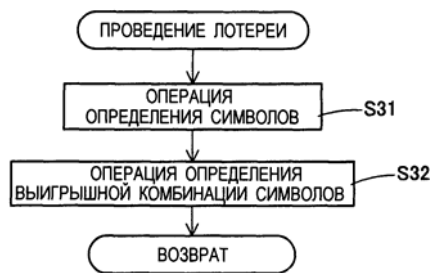 ПРОВЕДЕНИЕ ЛОТЕРЕИ
ОПЕРАЦИЯ
ОПРЕДЕЛЕНИЯ СИМВОЛОВ
S31
ОПЕРАЦИЯ ОПРЕДЕЛЕНИЯ
ВЫИГРЫШНОЙ КОМБИНАЦИИ СИМВОЛОВ
S32
ВОЗВРАТ